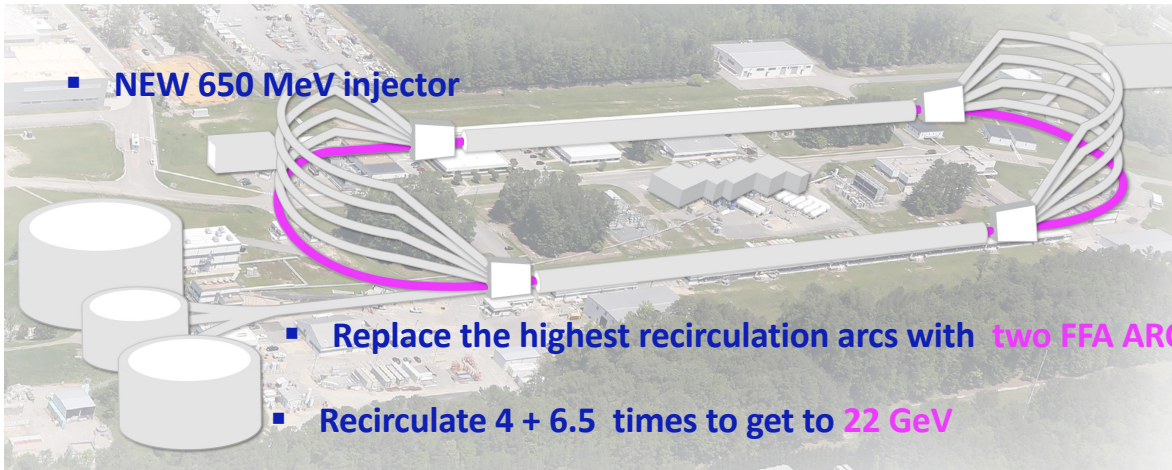 ▪ NEW 650 MeV injector
▪ Replace the highest recirculation arcs with two FFA ARC
▪ Recirculate 4 + 6.5 times to get to 22 GeV